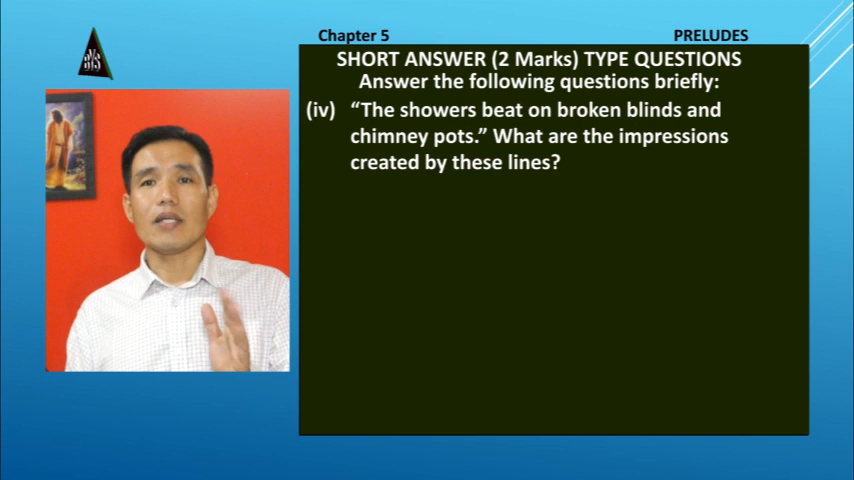 BMS
Chapter 5 PRELUDES
SHORT ANSWER (2 Marks) TYPE QUESTIONS
Answer the following questions briefly:
(iv) “The showers beat on broken blinds and
chimney pots.” What are the impressions
created by these lines?